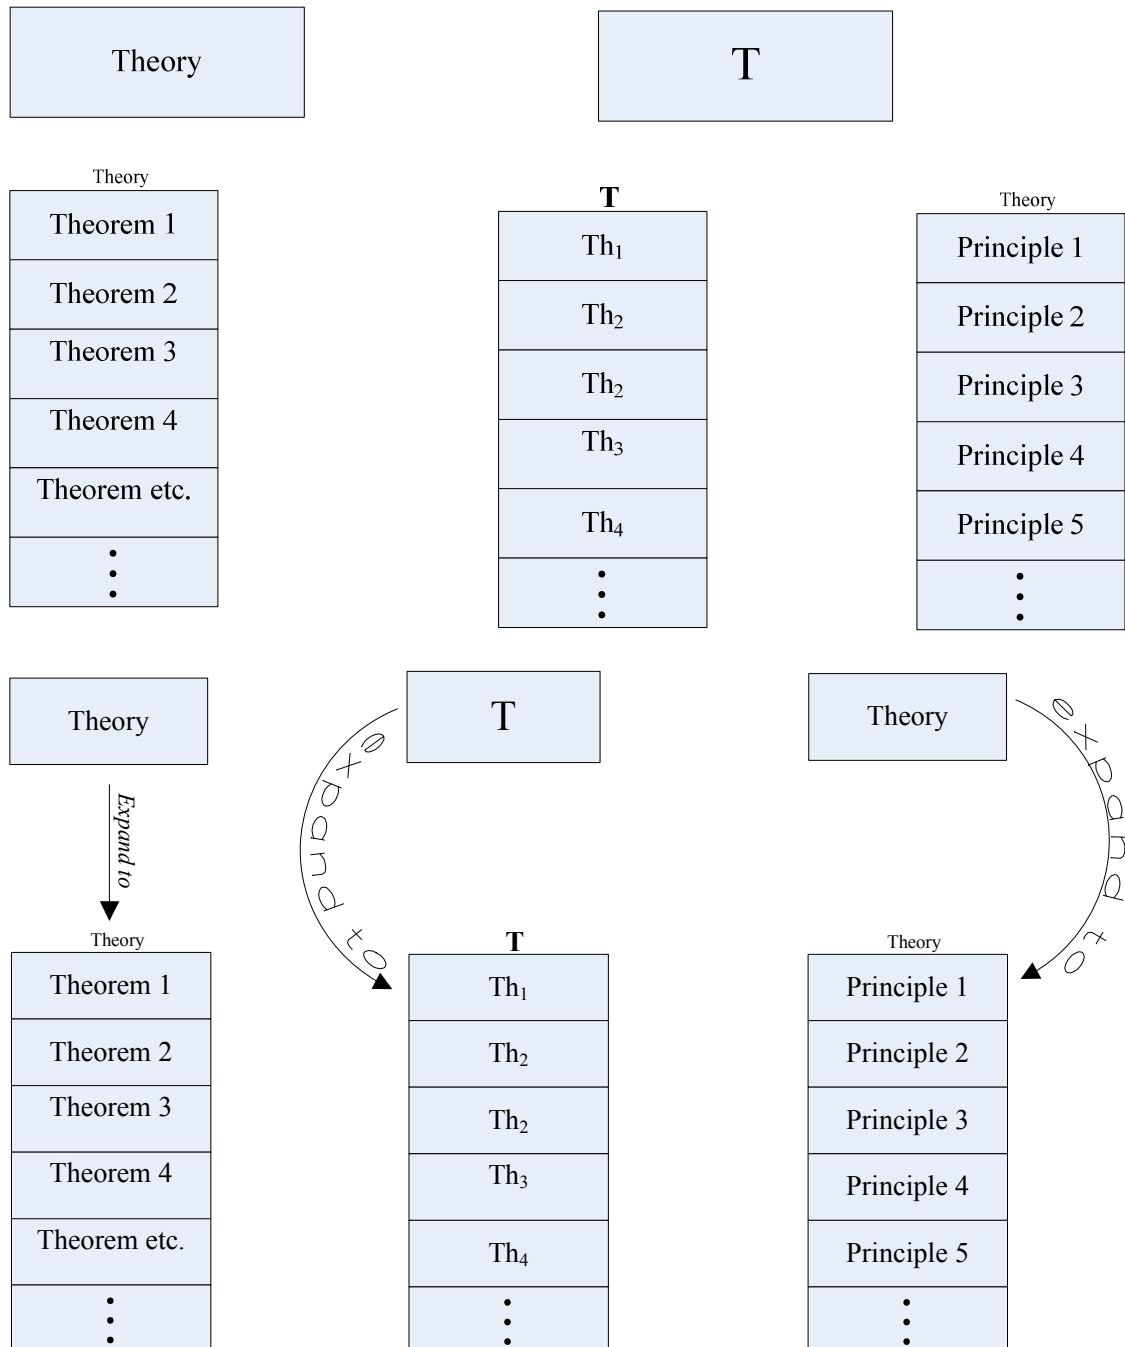 Theory
T
Theory
Theorem 1
Theorem 2
Theorem 3
Theorem 4
Theorem etc.
T
Th₁
Th₂
Th₂
Th₃
Th₄
Theory
Principle 1
Principle 2
Principle 3
Principle 4
Principle 5
Theory
Expand to
Theory
Theorem 1
Theorem 2
Theorem 3
Theorem 4
Theorem etc.
T
expand to
T
Th₁
Th₂
Th₂
Th₃
Th₄
Theory
expand to
Theory
Principle 1
Principle 2
Principle 3
Principle 4
Principle 5